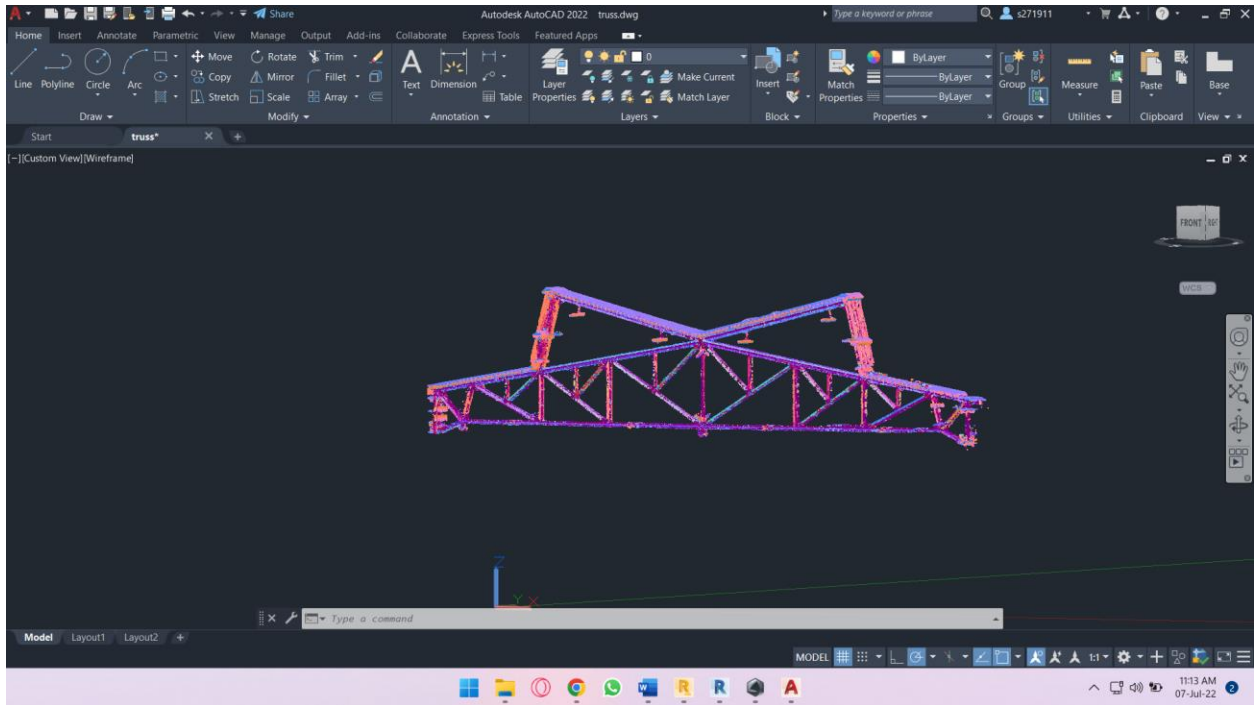 Share
Autodesk AutoCAD 2022 truss.dwg
Type a keyword or phrase
s271911
Home Insert Annotate Parametric View Manage Output Add-ins Collaborate Express Tools Featured Apps
Line Polyline Circle Arc
Move Rotate Trim
Copy Mirror Fillet
Stretch Scale Array
Text Dimension
Table
Layer Properties
0
Make Current
Match Layer
Insert
Match Properties
ByLayer
ByLayer
ByLayer
Group
Measure
Paste
Base
Draw Modify Annotation Layers Block Properties Groups Utilities Clipboard View
Start truss*
[−][Custom View][Wireframe]
FRONT
WCS
Z
Y X
Type a command
Model Layout1 Layout2
MODEL 1:1
11:13 AM
07-Jul-22
2